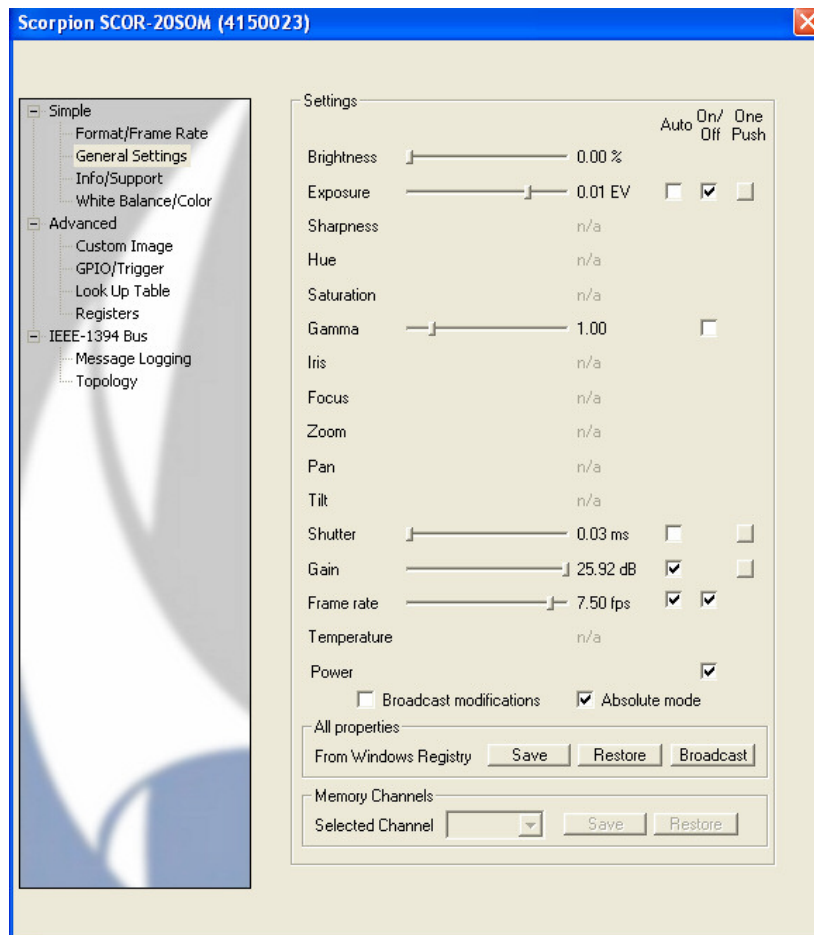 Scorpion SCOR-20SOM (4150023)
Simple
Format/Frame Rate
General Settings
Info/Support
White Balance/Color
Advanced
Custom Image
GPIO/Trigger
Look Up Table
Registers
IEEE-1394 Bus
Message Logging
Topology
Settings
Auto On/Off One Push
Brightness 0.00 %
Exposure 0.01 EV
Sharpness n/a
Hue n/a
Saturation n/a
Gamma 1.00
Iris n/a
Focus n/a
Zoom n/a
Pan n/a
Tilt n/a
Shutter 0.03 ms
Gain 25.92 dB
Frame rate 7.50 fps
Temperature n/a
Power
Broadcast modifications Absolute mode
All properties
From Windows Registry Save Restore Broadcast
Memory Channels
Selected Channel Save Restore